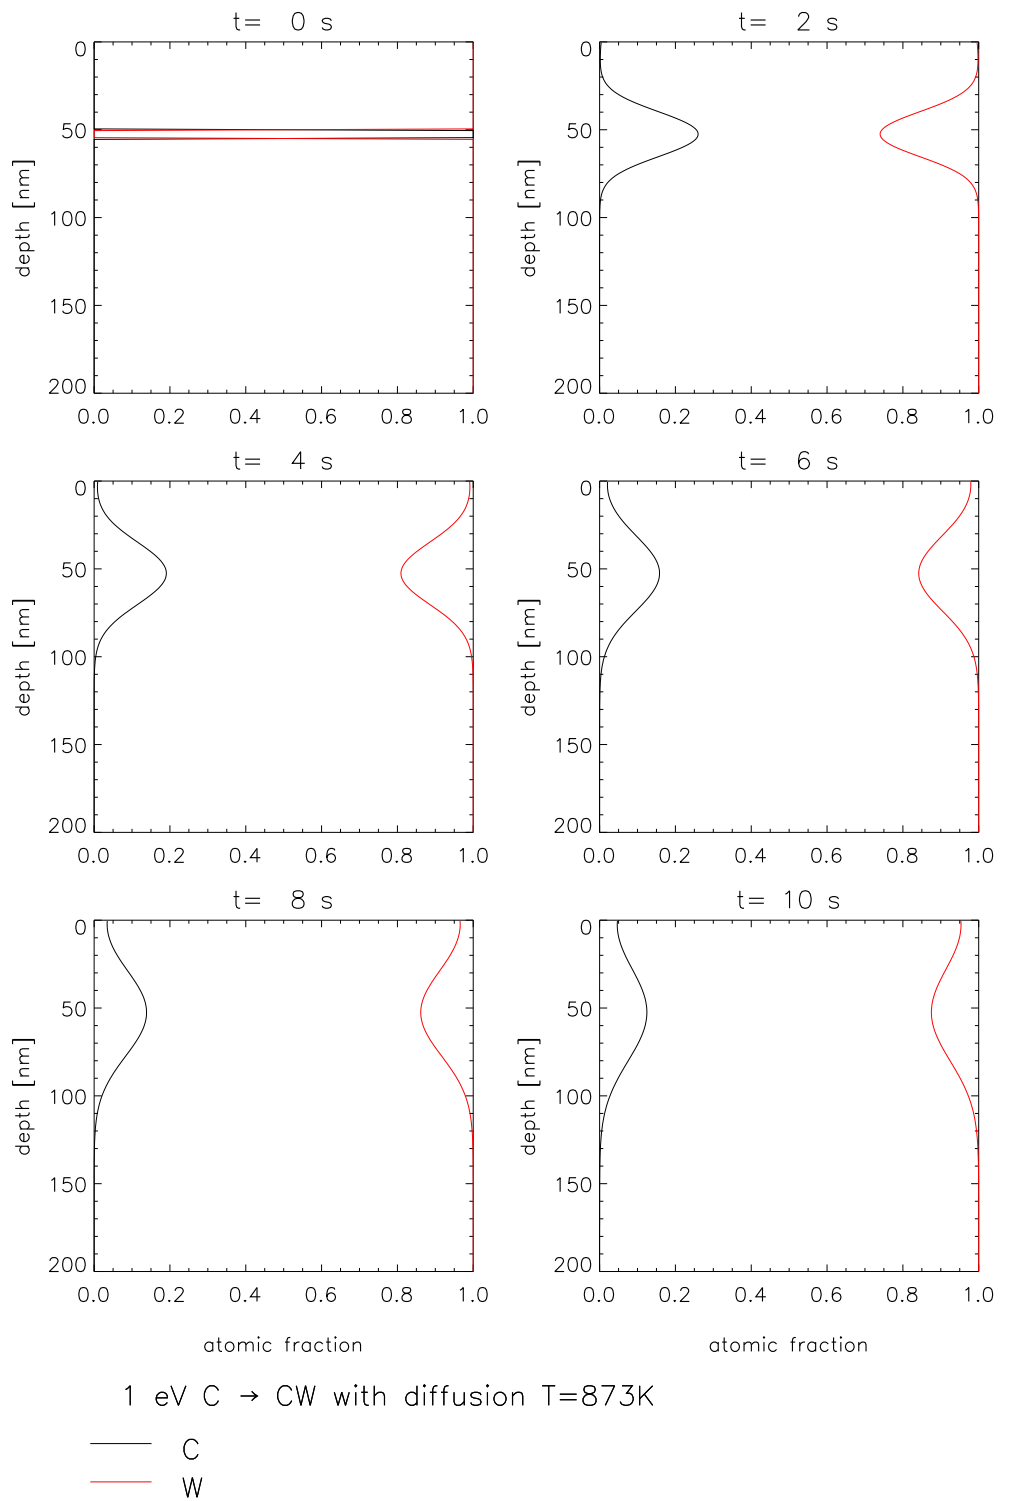 t= 0 s
t= 2 s
0
50
100
150
200
depth [nm]
0.0 0.2 0.4 0.6 0.8 1.0
0
50
100
150
200
depth [nm]
0.0 0.2 0.4 0.6 0.8 1.0
t= 4 s
t= 6 s
0
50
100
150
200
depth [nm]
0.0 0.2 0.4 0.6 0.8 1.0
0
50
100
150
200
depth [nm]
0.0 0.2 0.4 0.6 0.8 1.0
t= 8 s
t= 10 s
0
50
100
150
200
depth [nm]
0.0 0.2 0.4 0.6 0.8 1.0
0
50
100
150
200
depth [nm]
0.0 0.2 0.4 0.6 0.8 1.0
atomic fraction
atomic fraction
1 eV C → CW with diffusion T=873K
C
W